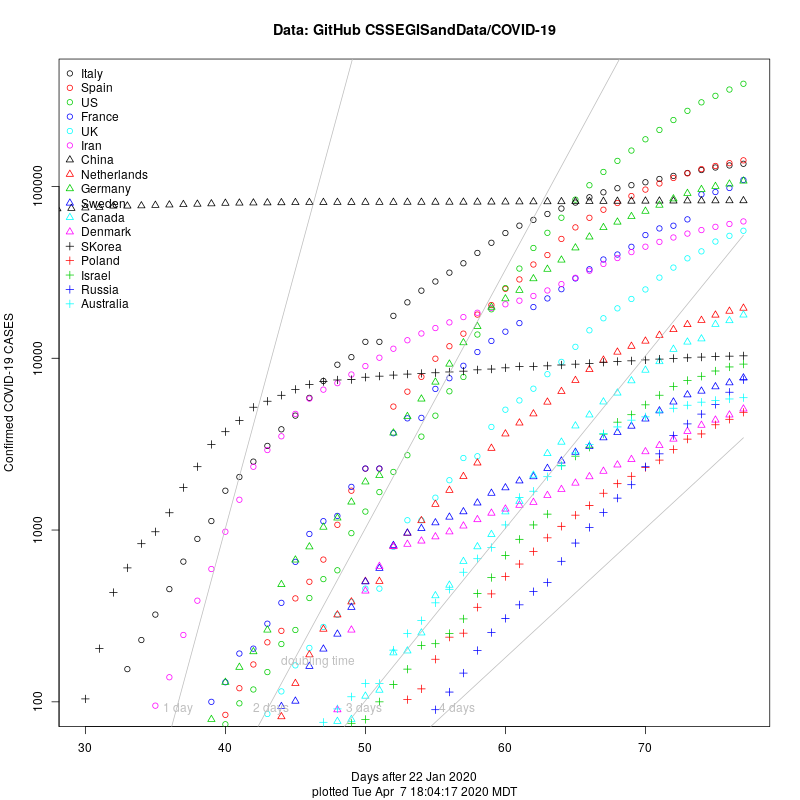 Data: GitHub CSSEGISandData/COVID-19
Italy
Spain
US
France
UK
Iran
China
Netherlands
Germany
Sweden
Canada
Denmark
SKorea
Poland
Israel
Russia
Australia
Confirmed COVID-19 CASES
100000
10000
1000
100
doubling time
1 day
2 days
3 days
4 days
30
40
50
60
70
Days after 22 Jan 2020
plotted Tue Apr 7 18:04:17 2020 MDT